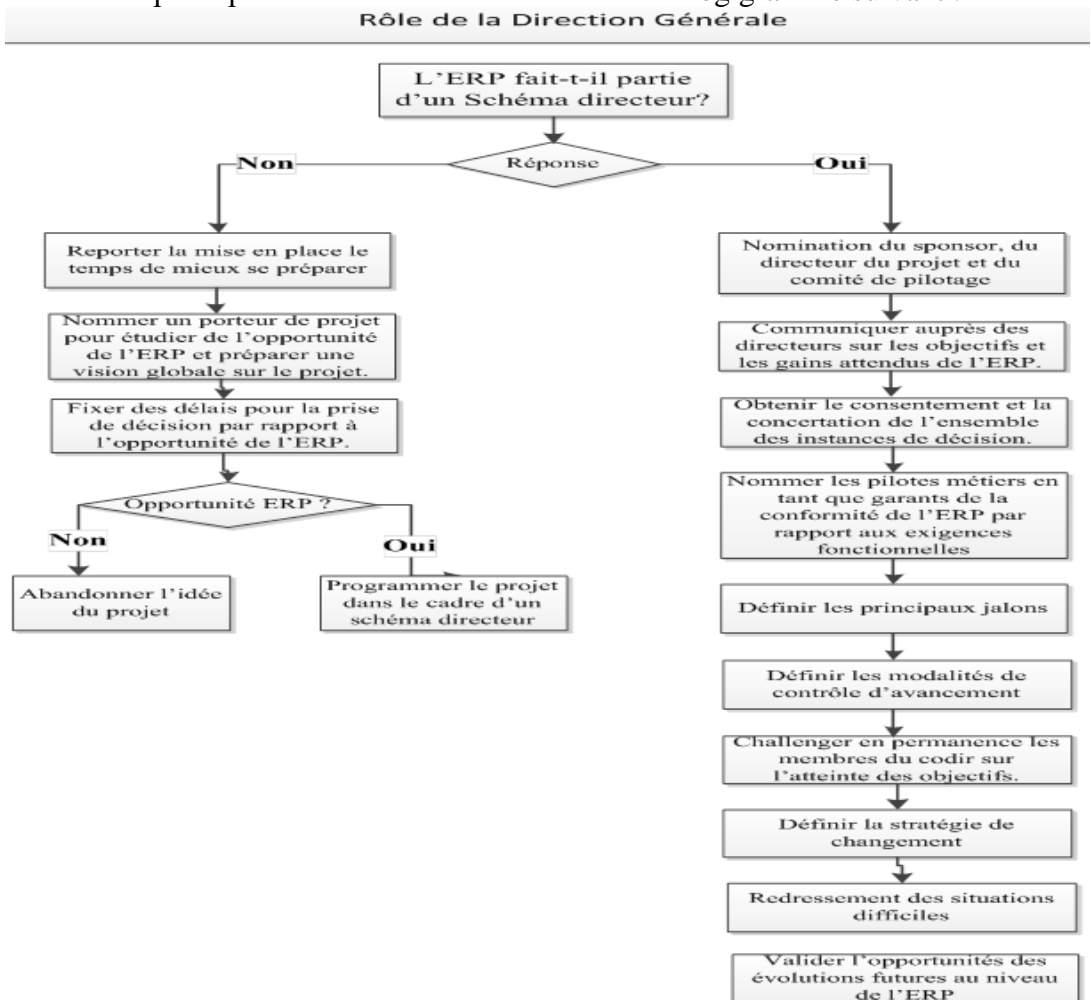 Rôle de la Direction Générale
L'ERP fait-t-il partie
d'un Schéma directeur?
Réponse
Non
Oui
Reporter la mise en place le
temps de mieux se préparer
Nommer un porteur de projet
pour étudier de l'opportunité
de l'ERP et préparer une
vision globale sur le projet.
Fixer des délais pour la prise
de décision par rapport à
l'opportunité de l'ERP.
Opportunité ERP ?
Non
Oui
Abandonner l'idée
du projet
Programmer le projet
dans le cadre d'un
schéma directeur
Nomination du sponsor, du
directeur du projet et du
comité de pilotage
Communiquer auprès des
directeurs sur les objectifs et
les gains attendus de l'ERP.
Obtenir le consentement et la
concertation de l'ensemble
des instances de décision.
Nommer les pilotes métiers en
tant que garants de la
conformité de l'ERP par
rapport aux exigences
fonctionnelles
Définir les principaux jalons
Définir les modalités de
contrôle d'avancement
Challenger en permanence les
membres du codir sur
l'atteinte des objectifs.
Définir la stratégie de
changement
Redressement des situations
difficiles
Valider l'opportunités des
évolutions futures au niveau
de l'ERP